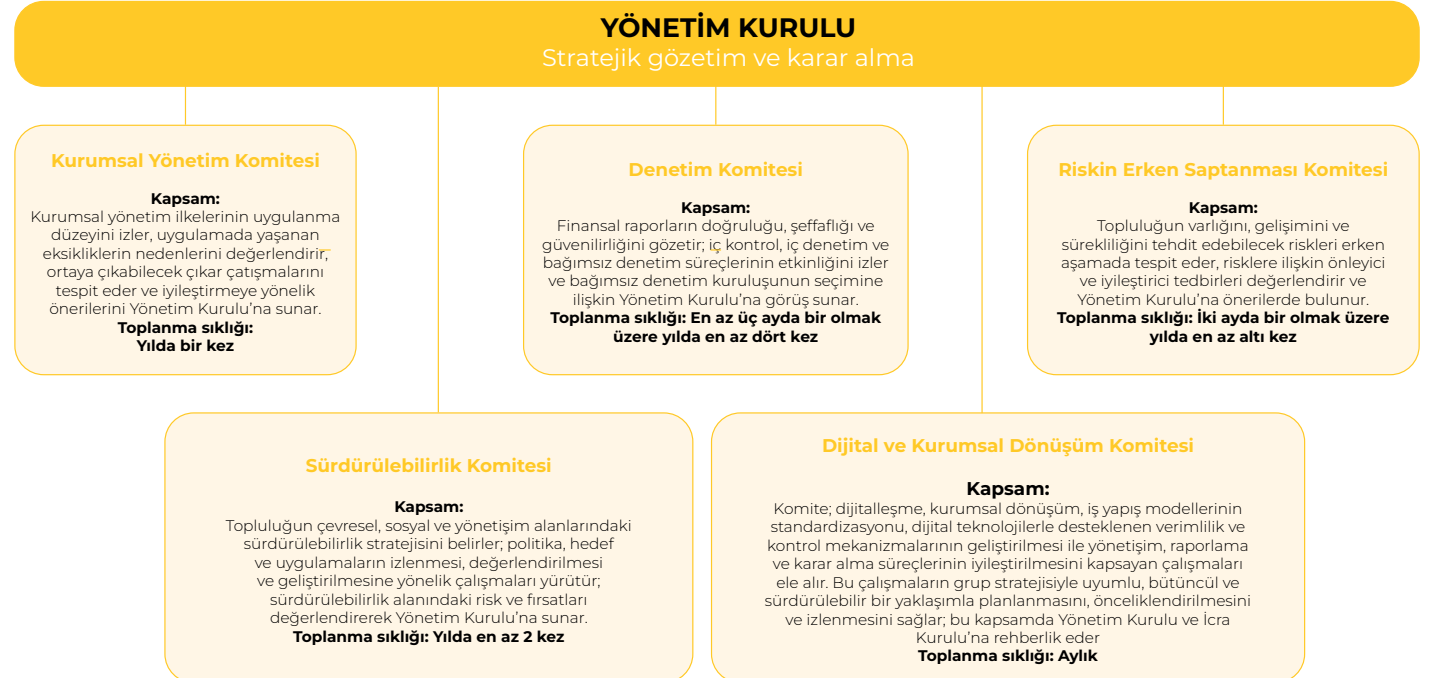 YÖNETİM KURULU
Stratejik gözetim ve karar alma
Kurumsal Yönetim Komitesi
Kapsam:
Kurumsal yönetim ilkelerinin uygulanma
düzeyini izler, uygulamada yaşanan
eksikliklerin nedenlerini değerlendirir,
ortaya çıkabilecek çıkar çatışmalarını
tespit eder ve iyileştirmeye yönelik
önerilerini Yönetim Kurulu’na sunar.
Toplanma sıklığı:
Yılda bir kez
Denetim Komitesi
Kapsam:
Finansal raporların doğruluğu, şeffaflığı ve
güvenilirliğini gözetir; iç kontrol, iç denetim ve
bağımsız denetim süreçlerinin etkinliğini izler
ve bağımsız denetim kuruluşunun seçimine
ilişkin Yönetim Kurulu’na görüş sunar.
Toplanma sıklığı: En az üç ayda bir olmak
üzere yılda en az dört kez
Riskin Erken Saptanması Komitesi
Kapsam:
Topluluğun varlığını, gelişimini ve
sürekliliğini tehdit edebilecek riskleri erken
aşamada tespit eder, risklere ilişkin önleyici
ve iyileştirici tedbirleri değerlendirir ve
Yönetim Kurulu’na önerilerde bulunur.
Toplanma sıklığı: İki ayda bir olmak üzere
yılda en az altı kez
Sürdürülebilirlik Komitesi
Kapsam:
Topluluğun çevresel, sosyal ve yönetişim alanlarındaki
sürdürülebilirlik stratejisini belirler; politika, hedef
ve uygulamaların izlenmesi, değerlendirilmesi
ve geliştirilmesine yönelik çalışmaları yürütür;
sürdürülebilirlik alanındaki risk ve fırsatları
değerlendirerek Yönetim Kurulu’na sunar.
Toplanma sıklığı: Yılda en az 2 kez
Dijital ve Kurumsal Dönüşüm Komitesi
Kapsam:
Komite; dijitalleşme, kurumsal dönüşüm, iş yapış modellerinin
standardizasyonu, dijital teknolojilerle desteklenen verimlilik ve
kontrol mekanizmalarının geliştirilmesi ile yönetişim, raporlama
ve karar alma süreçlerinin iyileştirilmesini kapsayan çalışmaları
ele alır. Bu çalışmaların grup stratejisiyle uyumlu, bütüncül ve
sürdürülebilir bir yaklaşımla planlanmasını, önceliklendirilmesini
ve izlenmesini sağlar; bu kapsamda Yönetim Kurulu ve İcra
Kurulu’na rehberlik eder
Toplanma sıklığı: Aylık